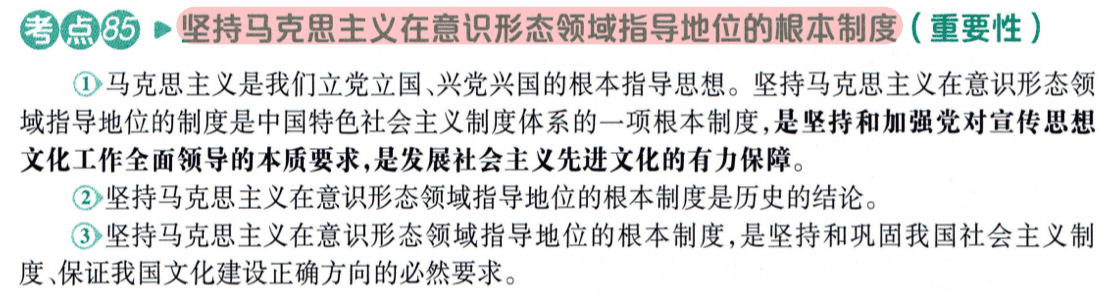 考点85 ▶ 坚持马克思主义在意识形态领域指导地位的根本制度（重要性）
①马克思主义是我们立党立国、兴党兴国的根本指导思想。坚持马克思主义在意识形态领
域指导地位的制度是中国特色社会主义制度体系的一项根本制度,是坚持和加强党对宣传思想
文化工作全面领导的本质要求,是发展社会主义先进文化的有力保障。
②坚持马克思主义在意识形态领域指导地位的根本制度是历史的结论。
③坚持马克思主义在意识形态领域指导地位的根本制度,是坚持和巩固我国社会主义制
度、保证我国文化建设正确方向的必然要求。